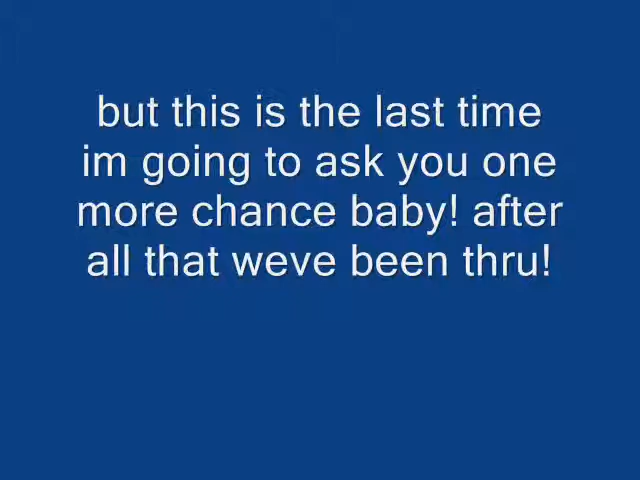 but this is the last time
im going to ask you one
more chance baby! after
all that weve been thru!